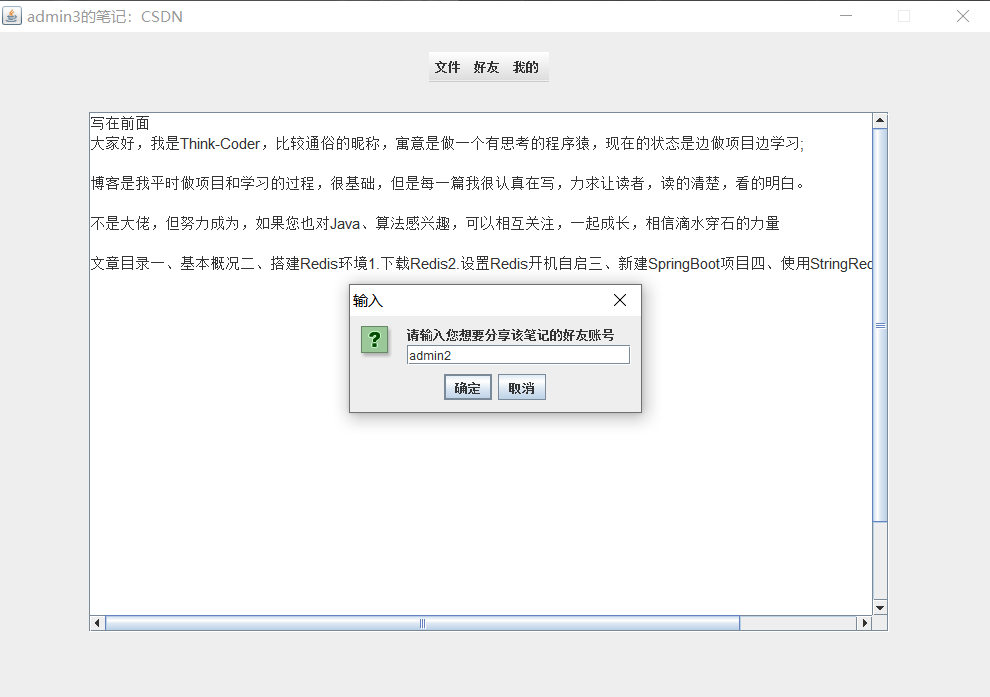 admin3的笔记：CSDN
文件 好友 我的
写在前面
大家好，我是Think-Coder，比较通俗的昵称，寓意是做一个有思考的程序猿，现在的状态是边做项目边学习;
博客是我平时做项目和学习的过程，很基础，但是每一篇我很认真在写，力求让读者，读的清楚，看的明白。
不是大佬，但努力成为，如果您也对Java、算法感兴趣，可以相互关注，一起成长，相信滴水穿石的力量
文章目录一、基本概况二、搭建Redis环境1.下载Redis2.设置Redis开机自启三、新建SpringBoot项目四、使用StringRed
输入
?
请输入您想要分享该笔记的好友账号
admin2
确定 取消